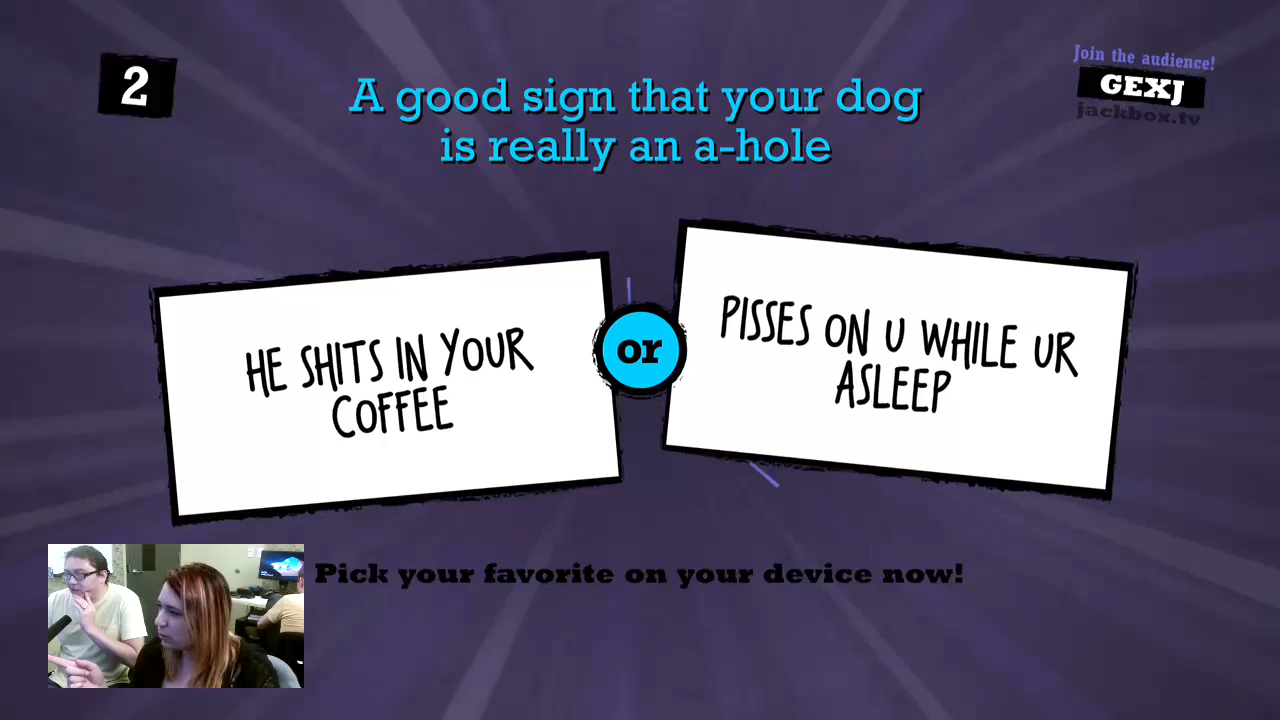 2
A good sign that your dog
is really an a-hole
Join the audience!
GEXJ
jackbox.tv
HE SHITS IN YOUR
COFFEE
or
PISSES ON U WHILE UR
ASLEEP
Pick your favorite on your device now!